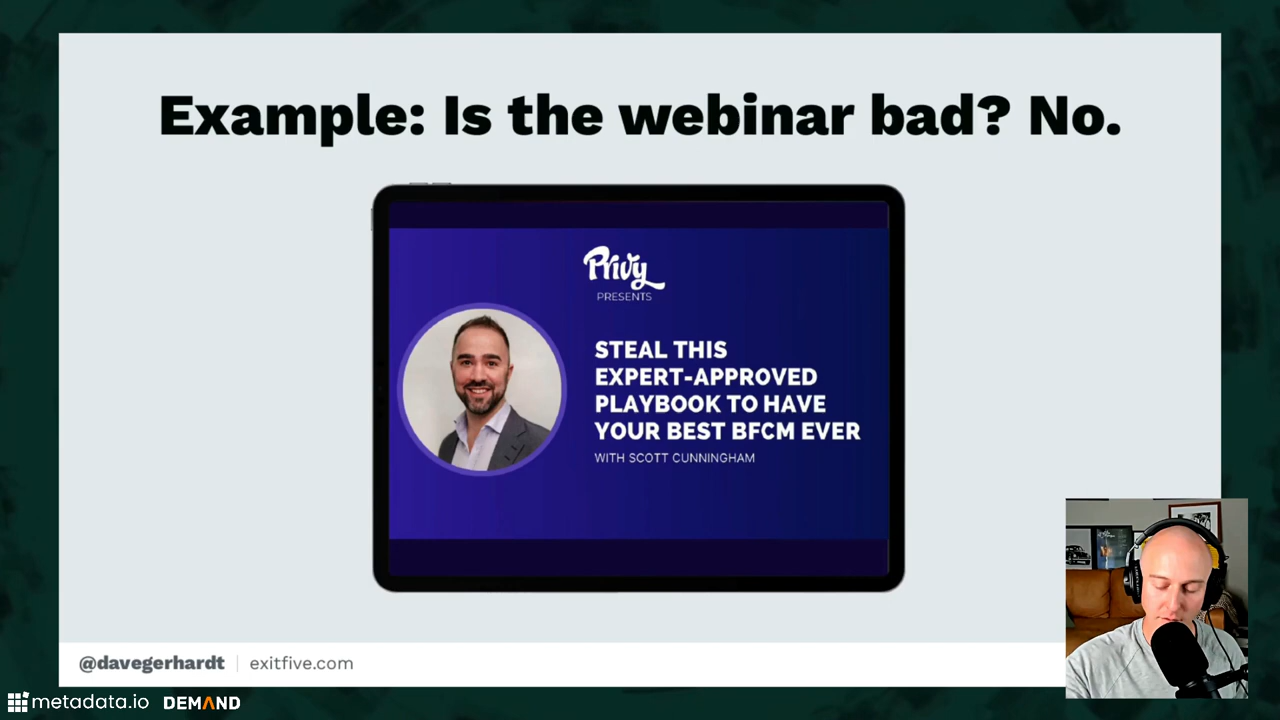 Example: Is the webinar bad? No.
Privy
PRESENTS
STEAL THIS
EXPERT-APPROVED
PLAYBOOK TO HAVE
YOUR BEST BFCM EVER
WITH SCOTT CUNNINGHAM
@davegerhardt
exitfive.com
metadata.io
DEMAND